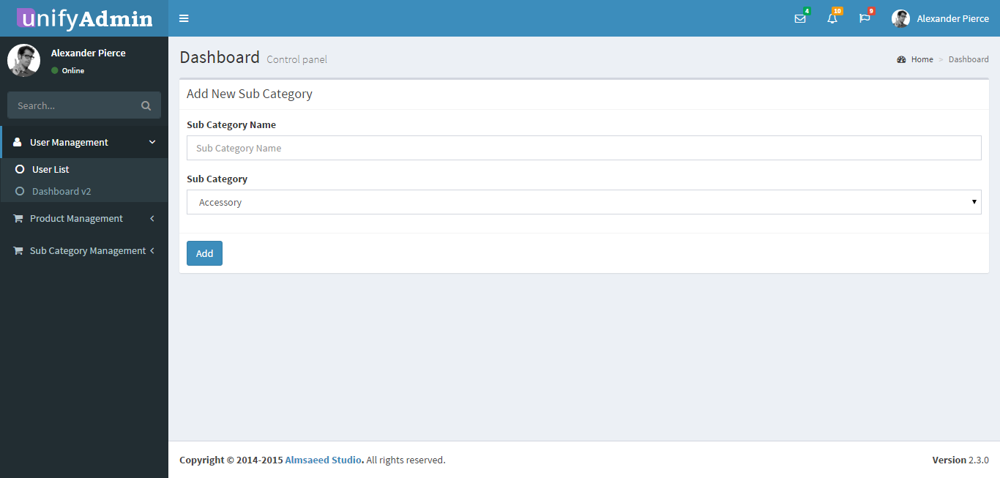 unifyAdmin
4
10
9
Alexander Pierce
Alexander Pierce
Online
Search...
User Management
User List
Dashboard v2
Product Management
Sub Category Management
Dashboard Control panel
Home > Dashboard
Add New Sub Category
Sub Category Name
Sub Category Name
Sub Category
Accessory
Add
Copyright © 2014-2015 Almsaeed Studio. All rights reserved.
Version 2.3.0